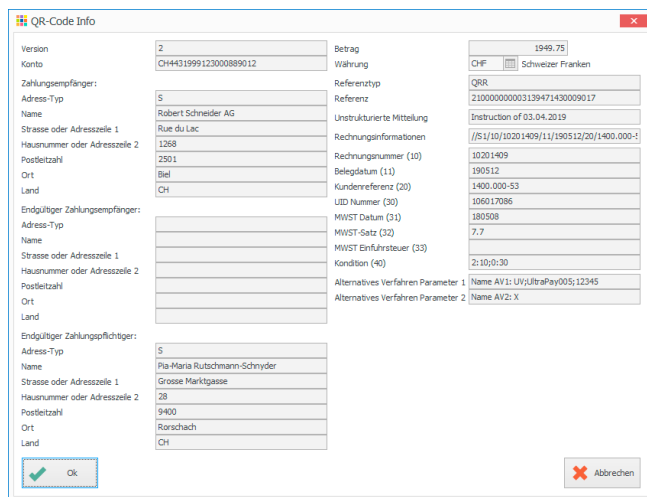 QR-Code Info
Version 2
Konto CH4431999123000889012
Zahlungsempfänger:
Adress-Typ S
Name Robert Schneider AG
Strasse oder Adresszeile 1 Rue du Lac
Hausnummer oder Adresszeile 2 1268
Postleitzahl 2501
Ort Biel
Land CH
Endgültiger Zahlungsempfänger:
Adress-Typ
Name
Strasse oder Adresszeile 1
Hausnummer oder Adresszeile 2
Postleitzahl
Ort
Land
Endgültiger Zahlungspflichtiger:
Adress-Typ S
Name Pia-Maria Rutschmann-Schnyder
Strasse oder Adresszeile 1 Grosse Marktgasse
Hausnummer oder Adresszeile 2 28
Postleitzahl 9400
Ort Rorschach
Land CH
Betrag 1949.75
Währung CHF Schweizer Franken
Referenztyp QRR
Referenz 210000000003139471430009017
Unstrukturierte Mitteilung Instruction of 03.04.2019
Rechnungsinformationen //S1/10/10201409/11/190512/20/1400.000-5
Rechnungsnummer (10) 10201409
Belegdatum (11) 190512
Kundenreferenz (20) 1400.000-53
UID Nummer (30) 106017086
MWST Datum (31) 180508
MWST-Satz (32) 7.7
MWST Einfuhrsteuer (33)
Kondition (40) 2:10;0:30
Alternatives Verfahren Parameter 1 Name AV1: UV;UltraPay005;12345
Alternatives Verfahren Parameter 2 Name AV2: X
Ok
Abbrechen